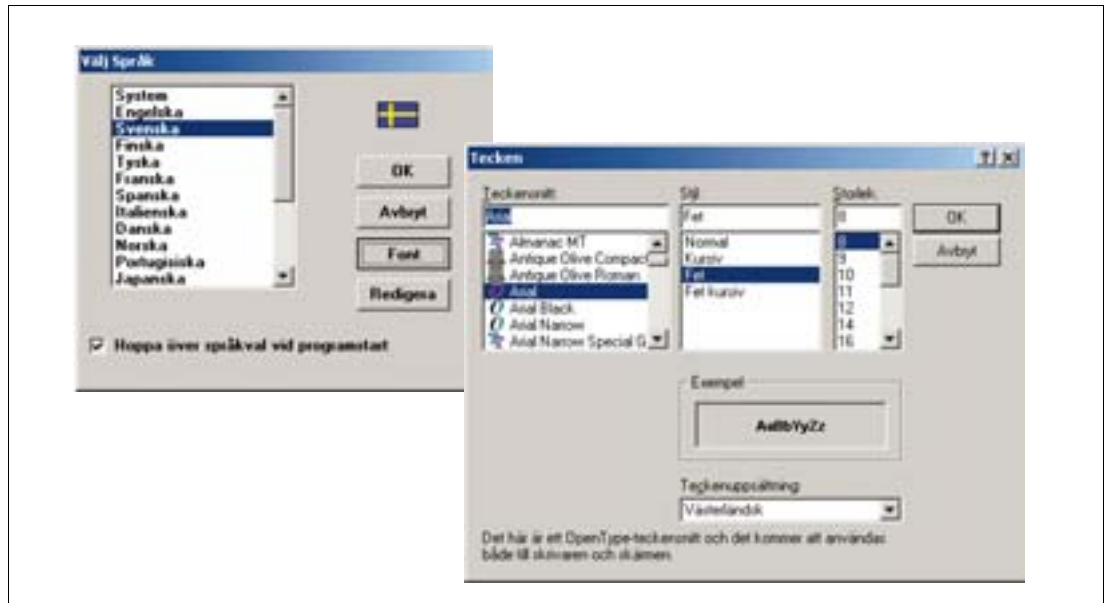 Välj Språk
System
Engelska
Svenska
Finska
Tyska
Franska
Spanska
Italienska
Danska
Norska
Portugisiska
Japanska
OK
Avbryt
Font
Redigera
Hoppa över språkval vid programstart
Tecken
Teckensnitt:
Arial
Almanac MT
Antique Olive Compact
Antique Olive Roman
Arial
Arial Black
Arial Narrow
Arial Narrow Special G
Stil:
Fet
Normal
Kursiv
Fet
Fet kursiv
Storlek:
8
8
9
10
11
12
14
16
OK
Avbryt
Exempel
AaBbYyZz
Teckenuppsättning:
Västerländsk
Det här är ett OpenType-teckensnitt och det kommer att användas
både till skrivaren och skärmen.